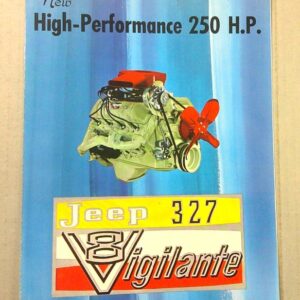 New
High-Performance 250 H.P.
Jeep 327
V8
Vigilante